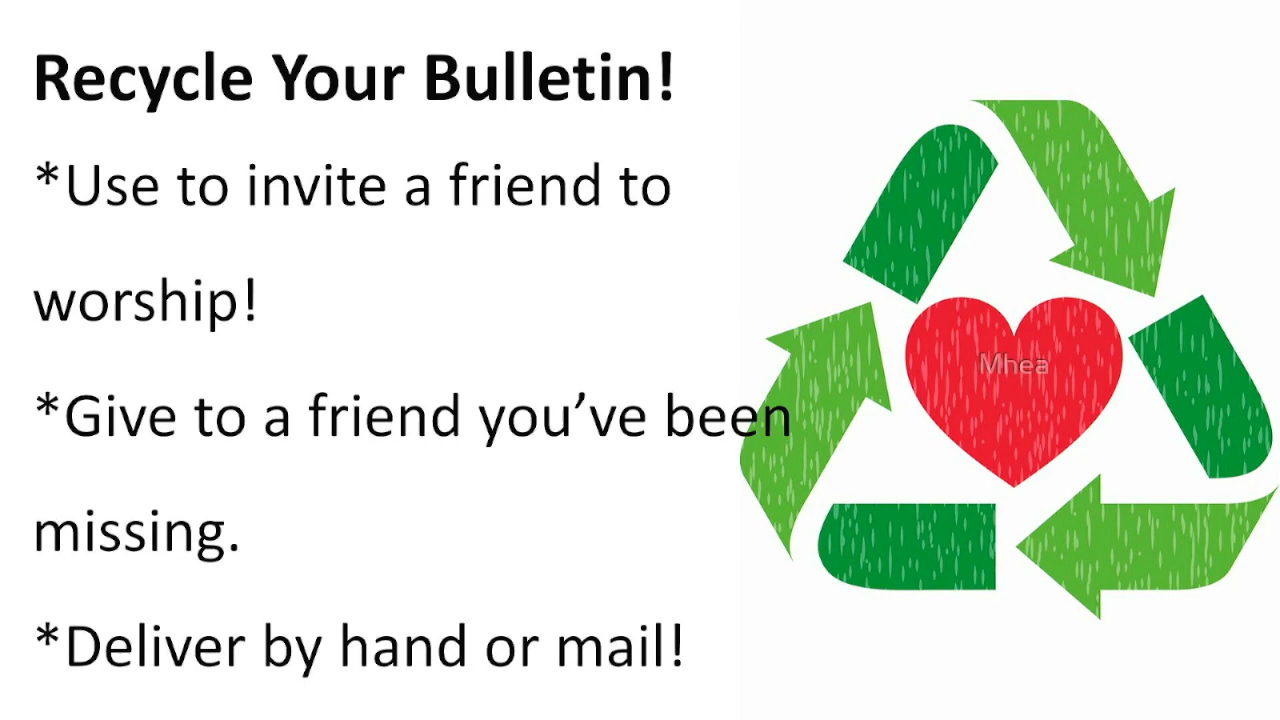 Recycle Your Bulletin!
*Use to invite a friend to
worship!
*Give to a friend you’ve been
missing.
*Deliver by hand or mail!
Mhea